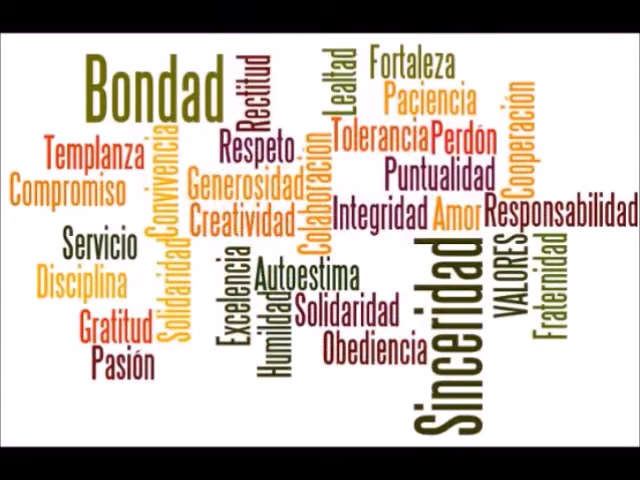 Bondad
Rectitud
Lealtad
Fortaleza
Paciencia
Cooperación
Templanza
Convivencia
Respeto
Colaboración
Tolerancia
Perdón
Compromiso
Generosidad
Puntualidad
Creatividad
Integridad
Amor
Responsabilidad
Servicio
Solidaridad
Excelencia
Autoestima
Sinceridad
VALORES
Fraternidad
Disciplina
Humildad
Solidaridad
Gratitud
Obediencia
Pasión